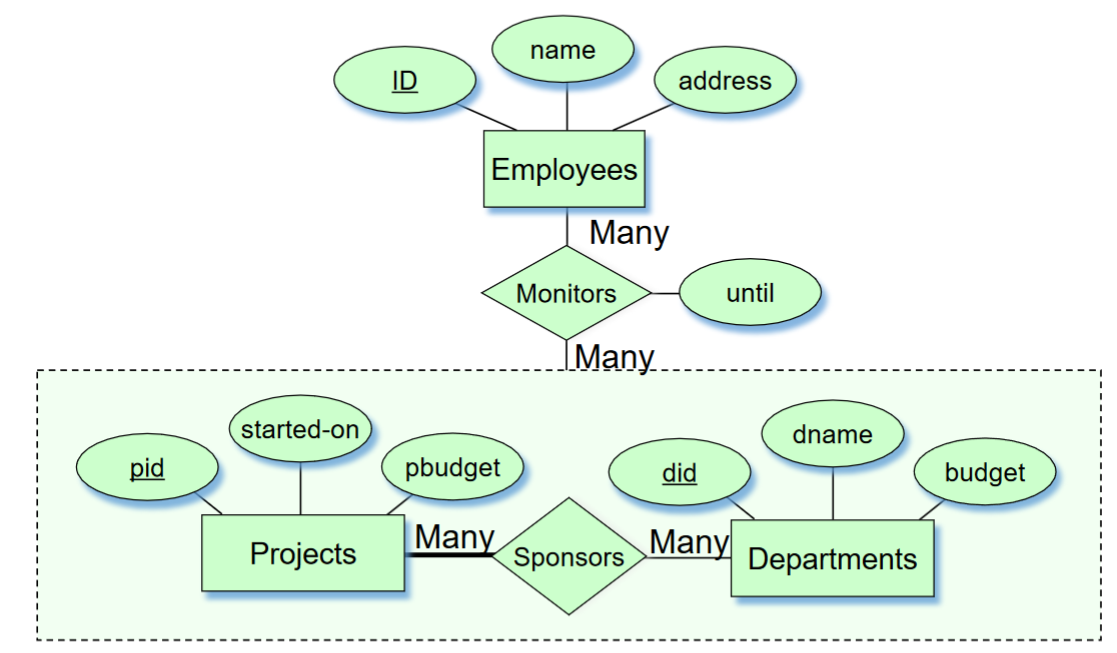 name
ID
address
Employees
Many
Monitors
until
Many
started-on
dname
pid
pbudget
did
budget
Many
Many
Projects
Sponsors
Departments